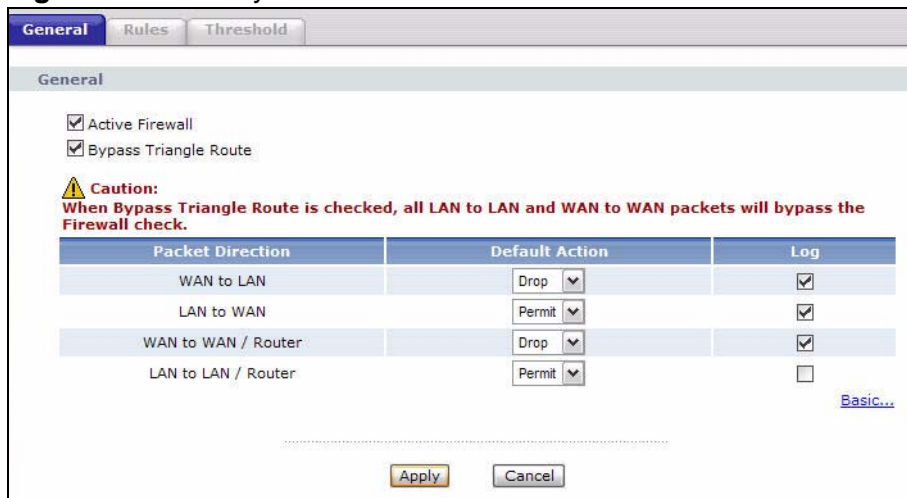 General Rules Threshold
General
Active Firewall
Bypass Triangle Route
Caution:
When Bypass Triangle Route is checked, all LAN to LAN and WAN to WAN packets will bypass the
Firewall check.
Packet Direction Default Action Log
WAN to LAN Drop
LAN to WAN Permit
WAN to WAN / Router Drop
LAN to LAN / Router Permit
Basic...
Apply Cancel